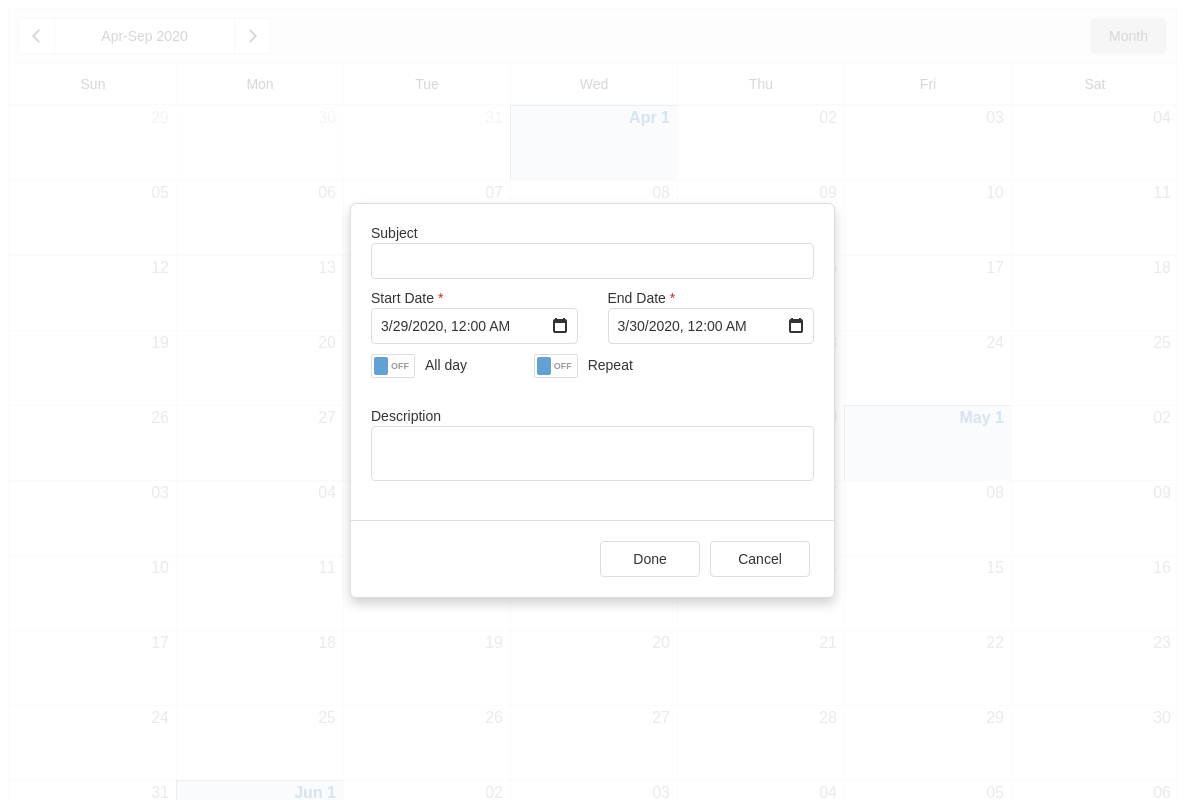 Apr-Sep 2020 Month
Sun Mon Tue Wed Thu Fri Sat
29 30 31 Apr 1 02 03 04
05 06 07 08 09 10 11
12 13 17 18
19 20 24 25
26 27 May 1 02
03 04 08 09
10 11 15 16
17 18 19 20 21 22 23
24 25 26 27 28 29 30
31 Jun 1 02 03 04 05 06
Subject
Start Date * End Date *
3/29/2020, 12:00 AM 3/30/2020, 12:00 AM
OFF All day OFF Repeat
Description
Done Cancel